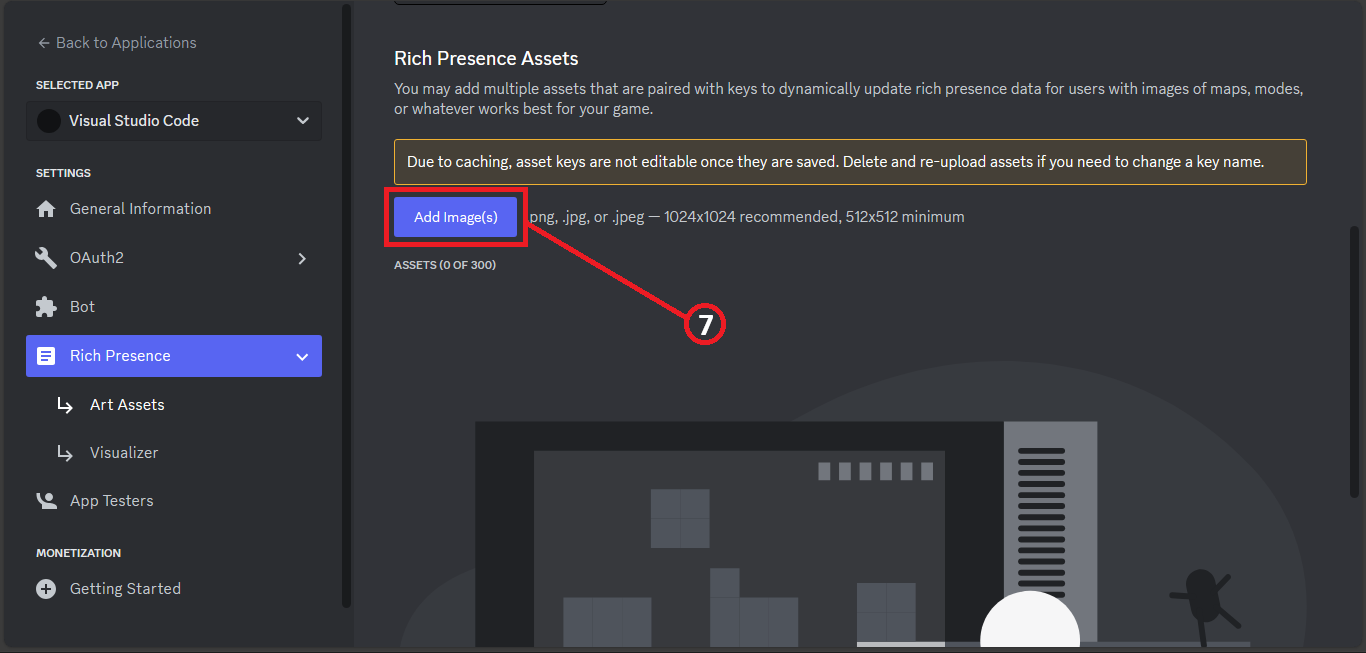 Back to Applications
SELECTED APP
Visual Studio Code
SETTINGS
General Information
OAuth2
Bot
Rich Presence
Art Assets
Visualizer
App Testers
MONETIZATION
Getting Started
Rich Presence Assets
You may add multiple assets that are paired with keys to dynamically update rich presence data for users with images of maps, modes,
or whatever works best for your game.
Due to caching, asset keys are not editable once they are saved. Delete and re-upload assets if you need to change a key name.
Add Image(s) png, .jpg, or .jpeg — 1024x1024 recommended, 512x512 minimum
ASSETS (0 OF 300)
7